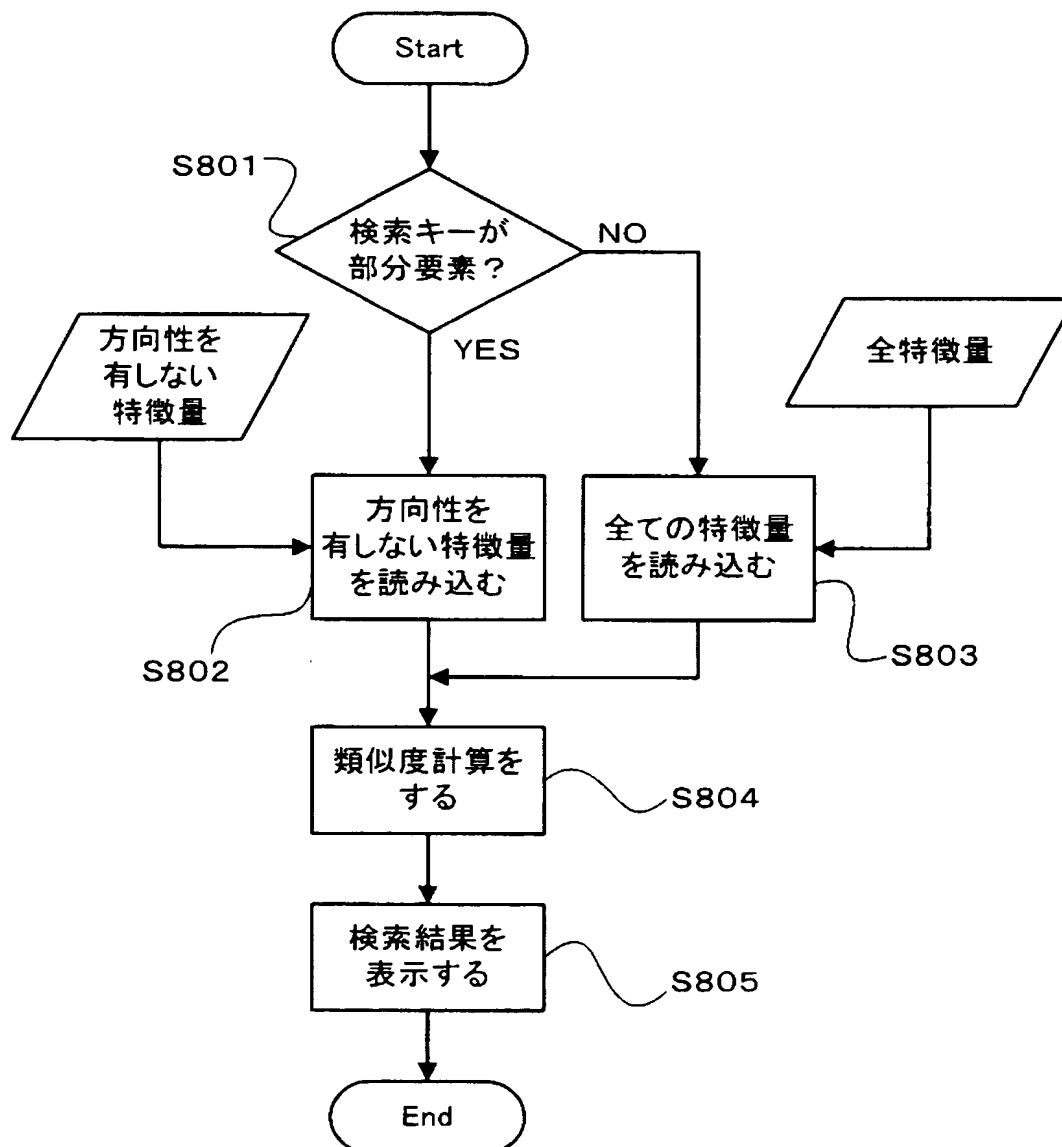 Start
S801
検索キーが
部分要素？
NO
YES
方向性を
有しない
特徴量
全特徴量
方向性を
有しない特徴量
を読み込む
全ての特徴量
を読み込む
S802
S803
類似度計算を
する
S804
検索結果を
表示する
S805
End